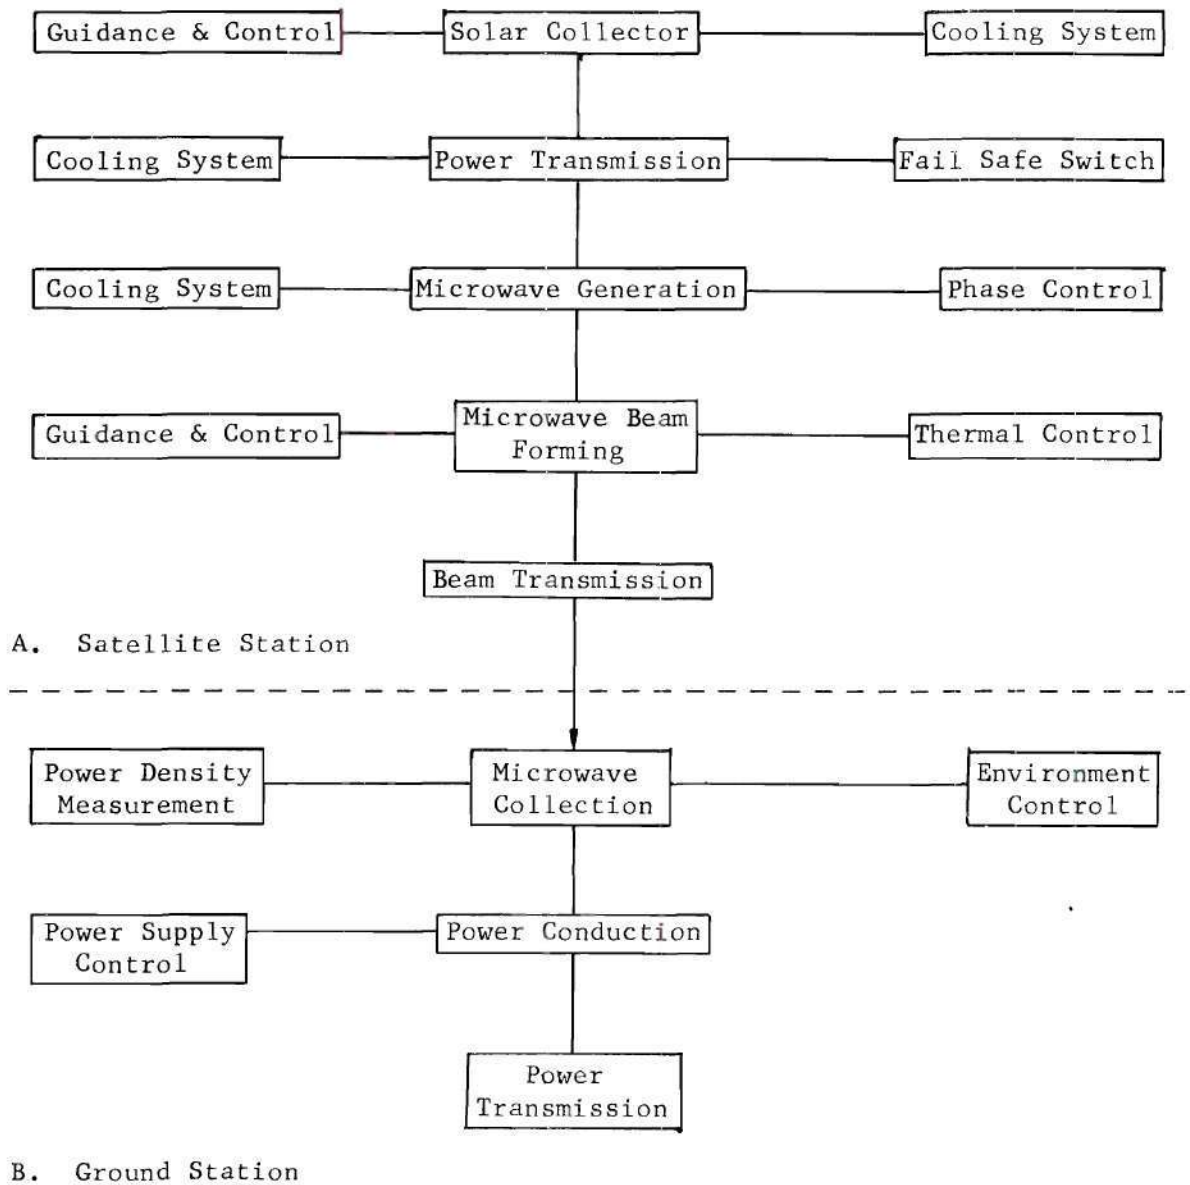 Guidance & Control
Solar Collector
Cooling System
Cooling System
Power Transmission
Fail Safe Switch
Cooling System
Microwave Generation
Phase Control
Guidance & Control
Microwave Beam
Forming
Thermal Control
Beam Transmission
A. Satellite Station
Power Density
Measurement
Microwave
Collection
Environment
Control
Power Supply
Control
Power Conduction
Power
Transmission
B. Ground Station